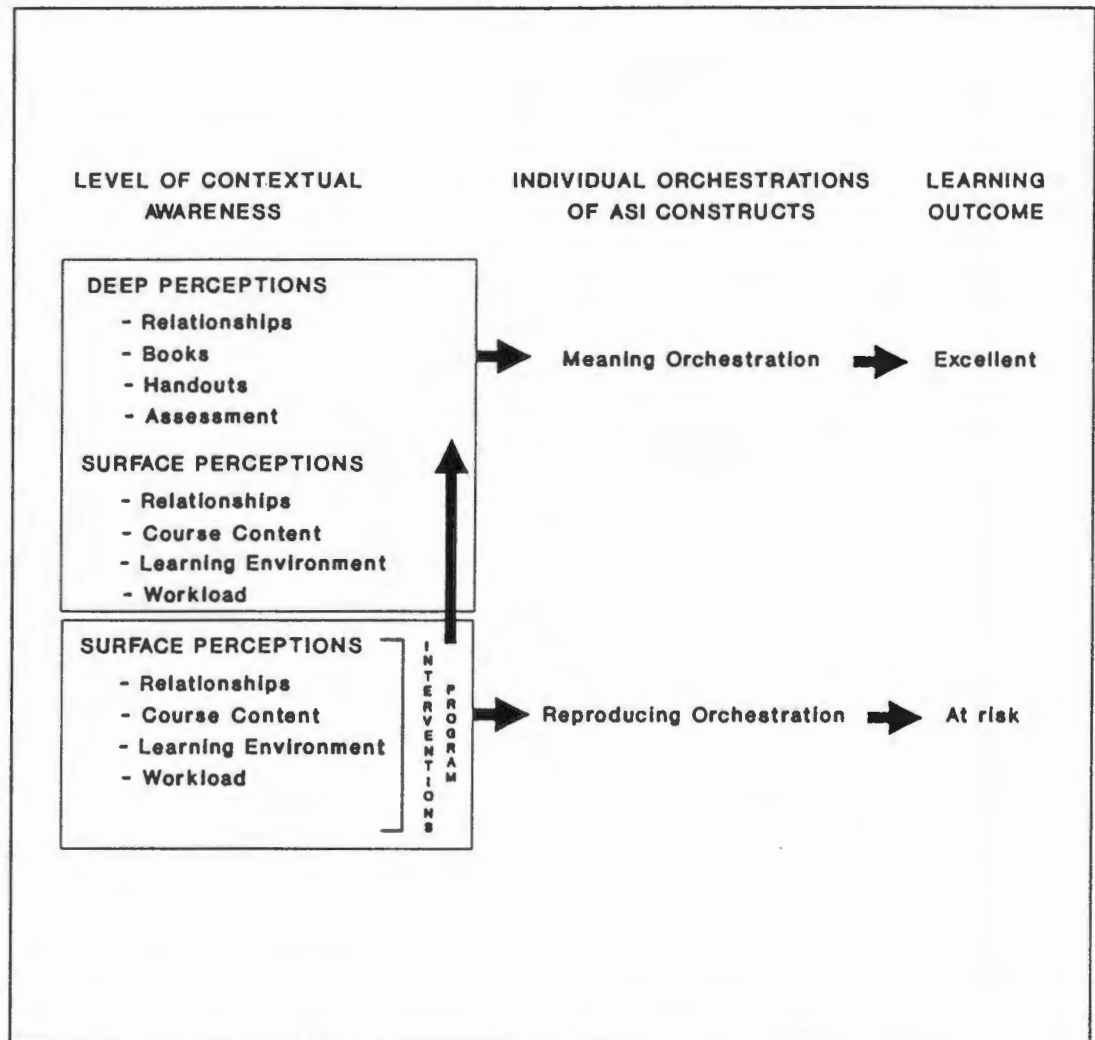 LEVEL OF CONTEXTUAL
AWARENESS
INDIVIDUAL ORCHESTRATIONS
OF ASI CONSTRUCTS
LEARNING
OUTCOME
DEEP PERCEPTIONS
- Relationships
- Books
- Handouts
- Assessment
SURFACE PERCEPTIONS
- Relationships
- Course Content
- Learning Environment
- Workload
Meaning Orchestration
Excellent
SURFACE PERCEPTIONS
- Relationships
- Course Content
- Learning Environment
- Workload
INTERVENTIONS
PROGRAM
Reproducing Orchestration
At risk